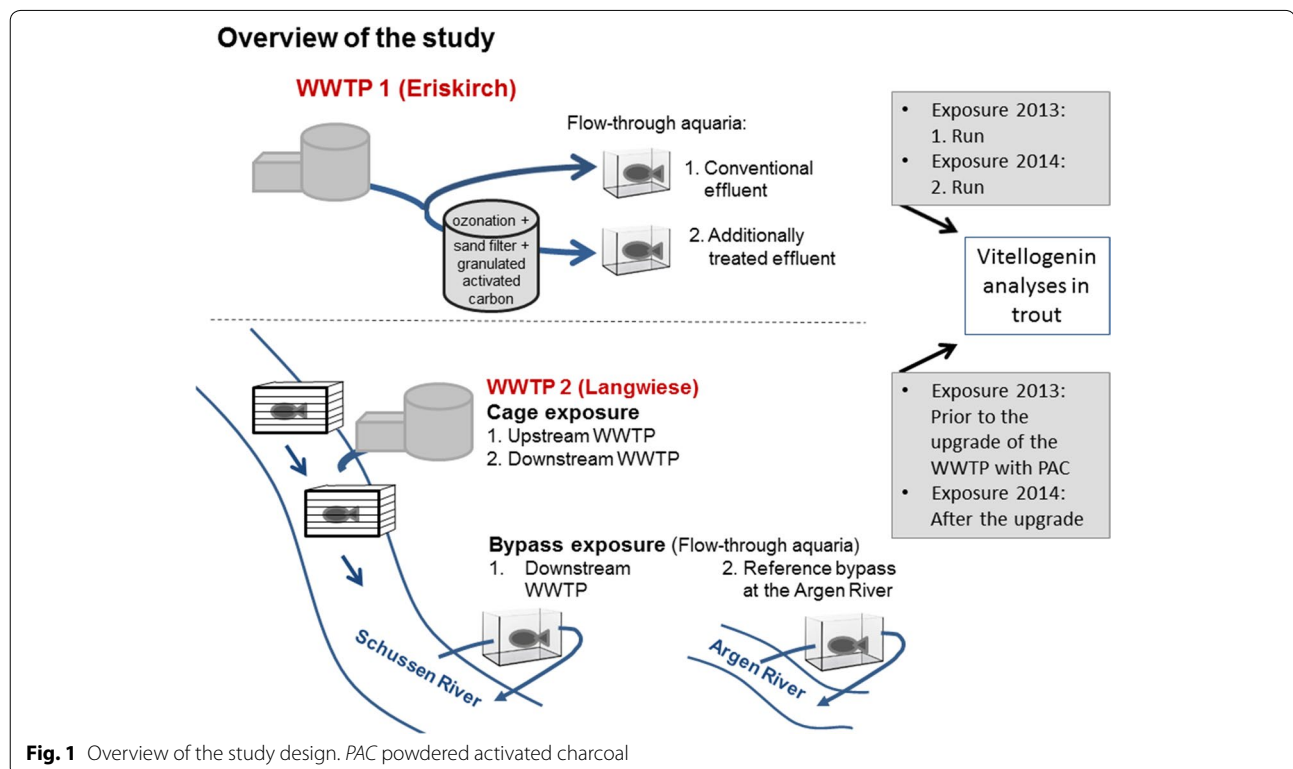 Overview of the study
WWTP 1 (Eriskirch)
Flow-through aquaria:
1. Conventional
effluent
ozonation +
sand filter +
granulated
activated
carbon
2. Additionally
treated effluent
• Exposure 2013:
1. Run
• Exposure 2014:
2. Run
Vitellogenin
analyses in
trout
WWTP 2 (Langwiese)
Cage exposure
1. Upstream WWTP
2. Downstream WWTP
• Exposure 2013:
Prior to the
upgrade of the
WWTP with PAC
• Exposure 2014:
After the upgrade
Bypass exposure (Flow-through aquaria)
1. Downstream
WWTP
2. Reference bypass
at the Argen River
Schussen River
Argen River
Fig. 1 Overview of the study design. PAC powdered activated charcoal